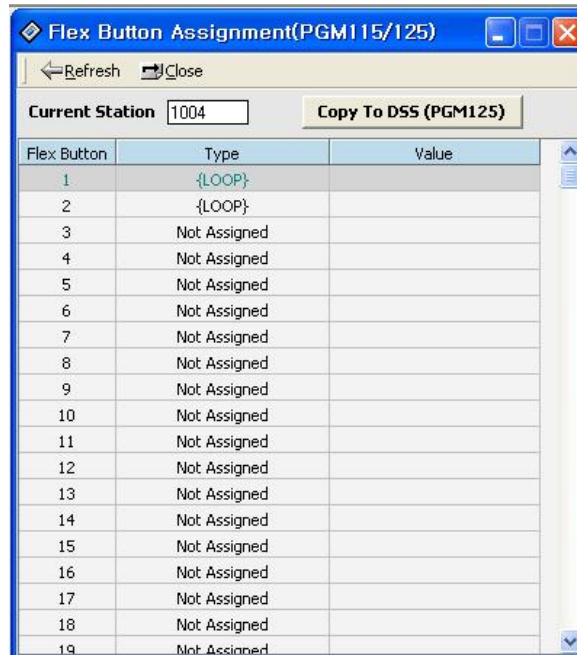 Flex Button Assignment(PGM115/125)
Refresh Close
Current Station 1004 Copy To DSS (PGM125)
Flex Button Type Value
1 {LOOP}
2 {LOOP}
3 Not Assigned
4 Not Assigned
5 Not Assigned
6 Not Assigned
7 Not Assigned
8 Not Assigned
9 Not Assigned
10 Not Assigned
11 Not Assigned
12 Not Assigned
13 Not Assigned
14 Not Assigned
15 Not Assigned
16 Not Assigned
17 Not Assigned
18 Not Assigned
19 Not Assigned